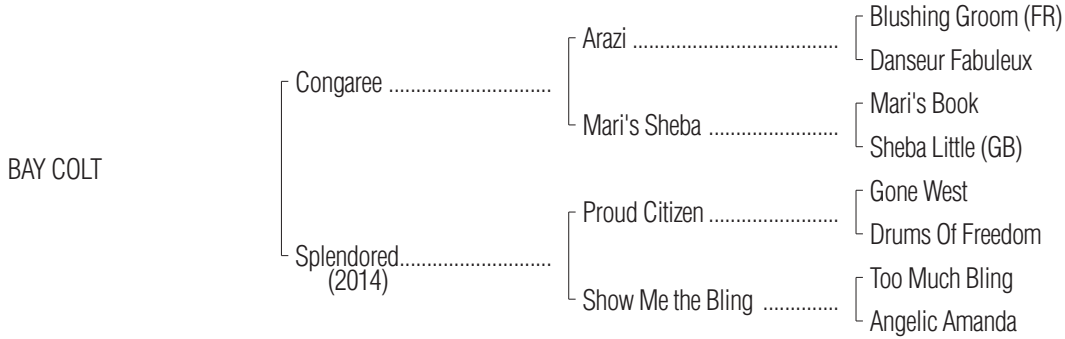 Blushing Groom (FR)
Arazi ......................................
Danseur Fabuleux
Congaree ..............................
Mari's Book
Mari's Sheba ........................
Sheba Little (GB)
BAY COLT
Gone West
Proud Citizen ........................
Drums Of Freedom
Splendored............................
(2014)
Too Much Bling
Show Me the Bling ..............
Angelic Amanda